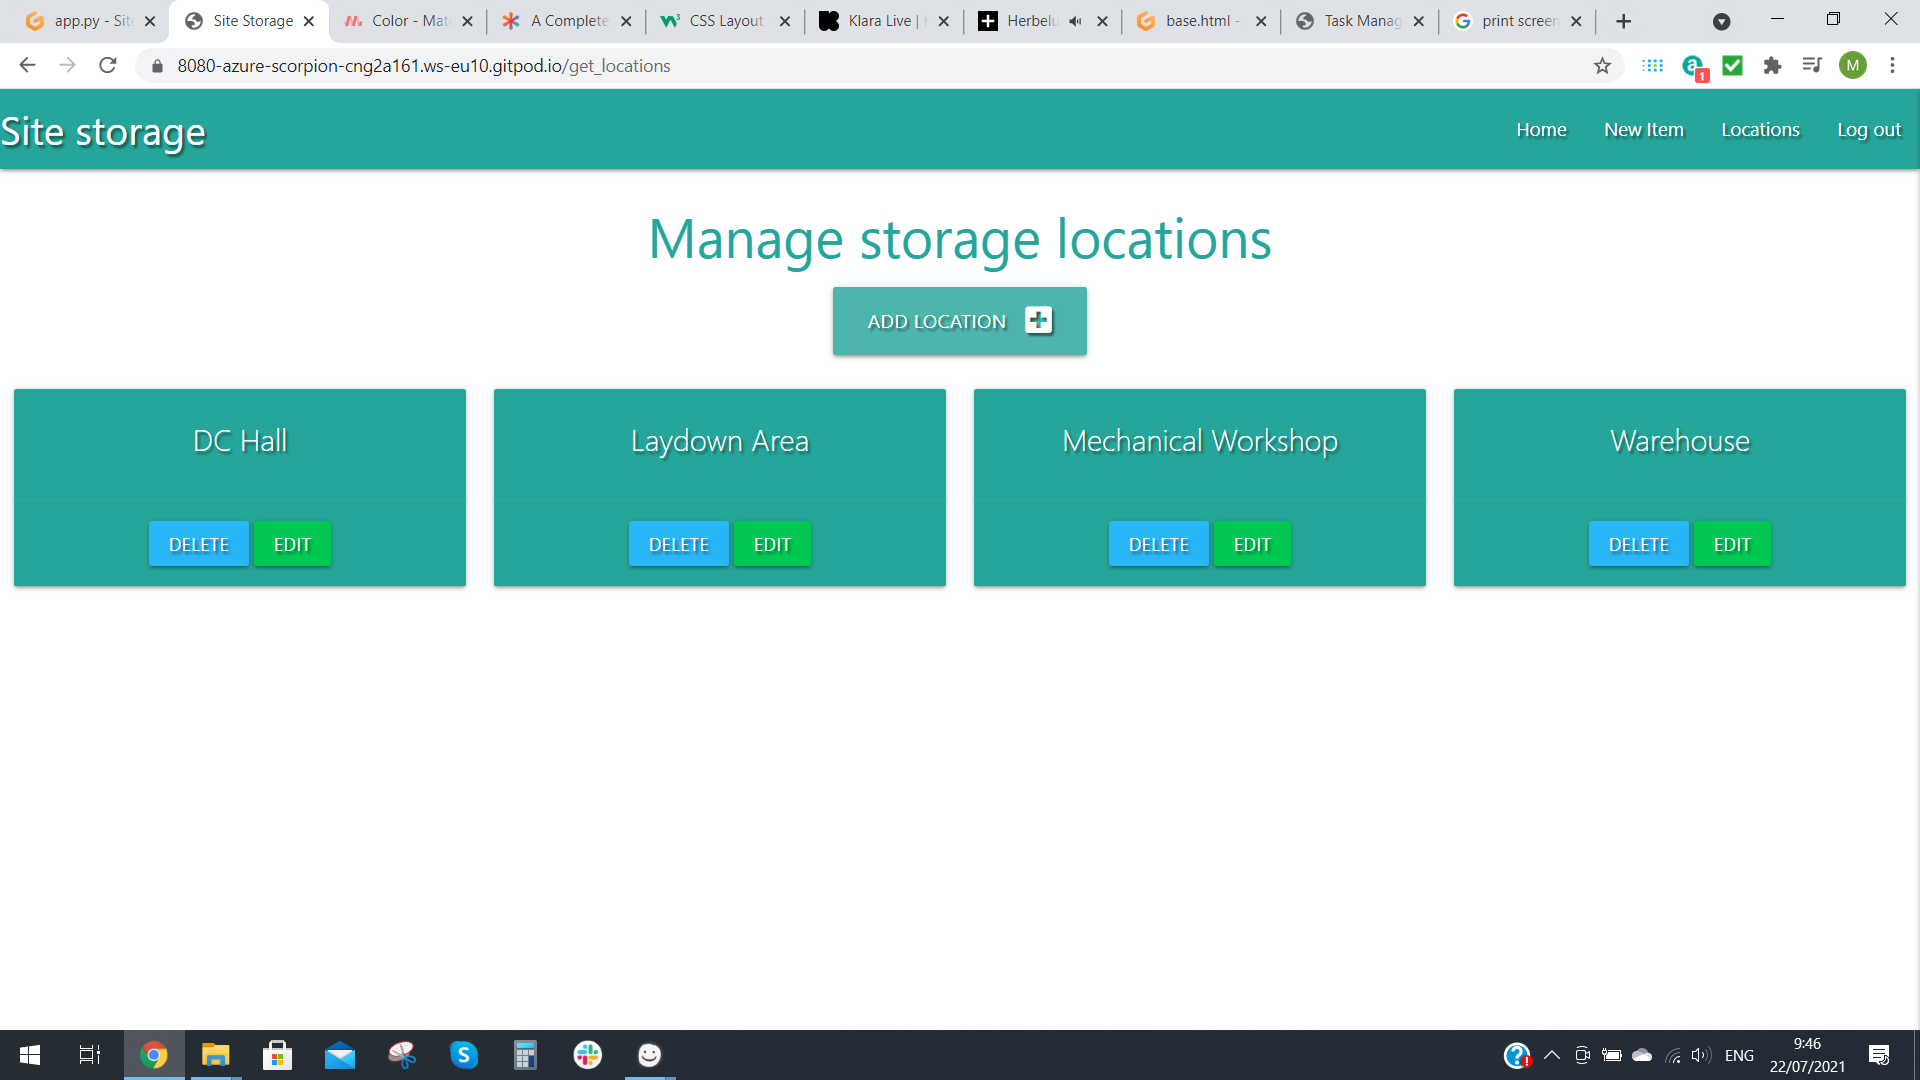 app.py - Sit
Site Storage
Color - Mat
A Complete
CSS Layout
Klara Live |
Herbelu
base.html -
Task Manag
print screen
8080-azure-scorpion-cng2a161.ws-eu10.gitpod.io/get_locations
1
M
Site storage
Home
New Item
Locations
Log out
Manage storage locations
ADD LOCATION
DC Hall
Laydown Area
Mechanical Workshop
Warehouse
DELETE EDIT
DELETE EDIT
DELETE EDIT
DELETE EDIT
ENG
9:46
22/07/2021